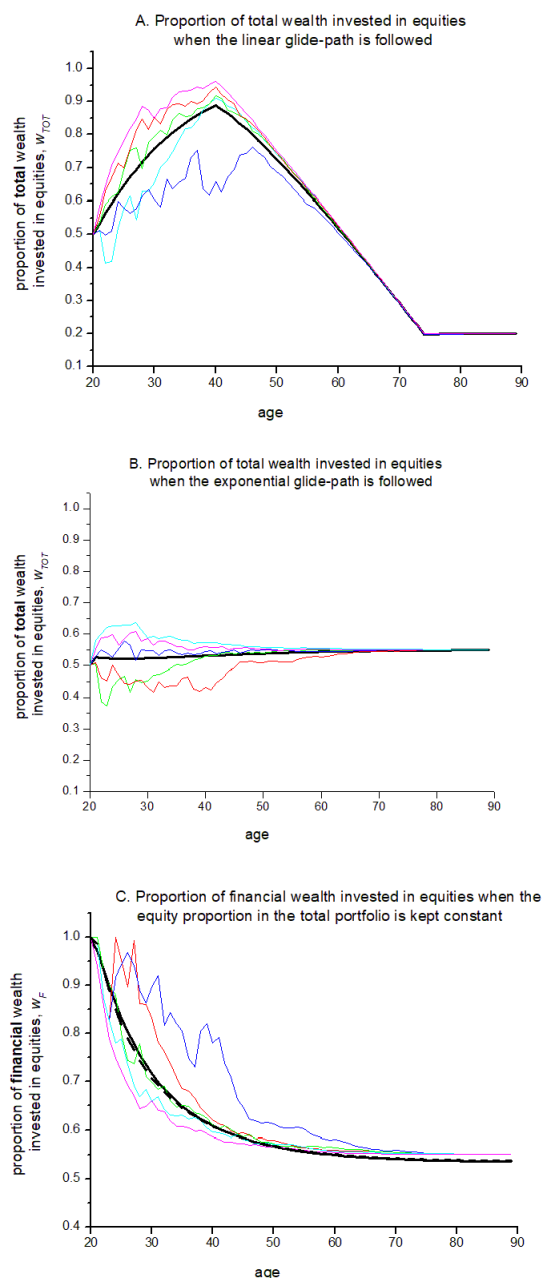 A. Proportion of total wealth invested in equities
when the linear glide-path is followed
proportion of total wealth
invested in equities, wTOT
1.0
0.9
0.8
0.7
0.6
0.5
0.4
0.3
0.2
0.1
20 30 40 50 60 70 80 90
age
B. Proportion of total wealth invested in equities
when the exponential glide-path is followed
proportion of total wealth
invested in equities, wTOT
1.0
0.9
0.8
0.7
0.6
0.5
0.4
0.3
0.2
0.1
20 30 40 50 60 70 80 90
age
C. Proportion of financial wealth invested in equities when the
equity proportion in the total portfolio is kept constant
proportion of financial wealth
invested in equities, wF
1.0
0.9
0.8
0.7
0.6
0.5
0.4
20 30 40 50 60 70 80 90
age